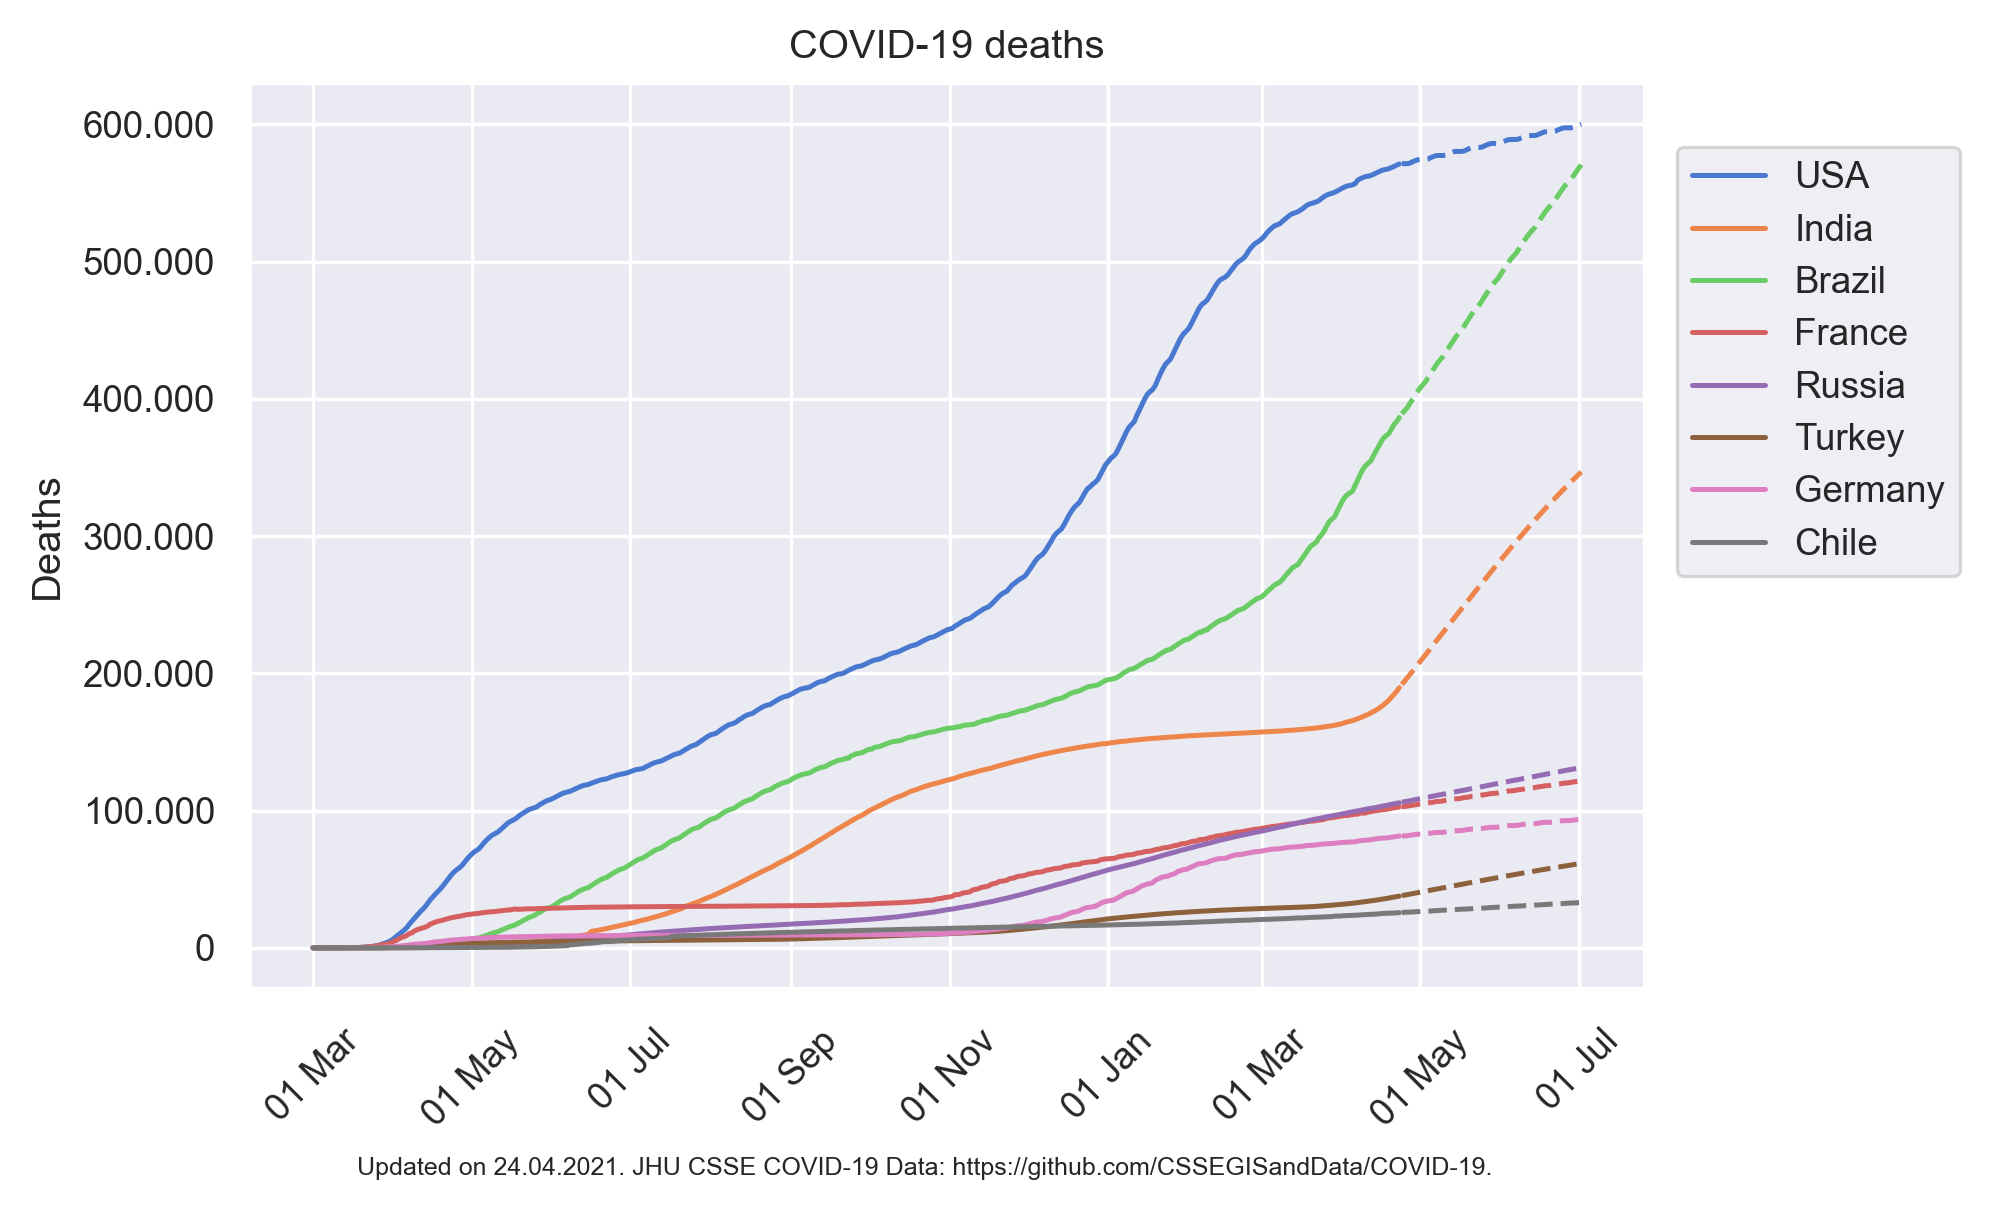 COVID-19 deaths
600.000
500.000
400.000
300.000
200.000
100.000
0
Deaths
01 Mar
01 May
01 Jul
01 Sep
01 Nov
01 Jan
01 Mar
01 May
01 Jul
USA
India
Brazil
France
Russia
Turkey
Germany
Chile
Updated on 24.04.2021. JHU CSSE COVID-19 Data: https://github.com/CSSEGISandData/COVID-19.